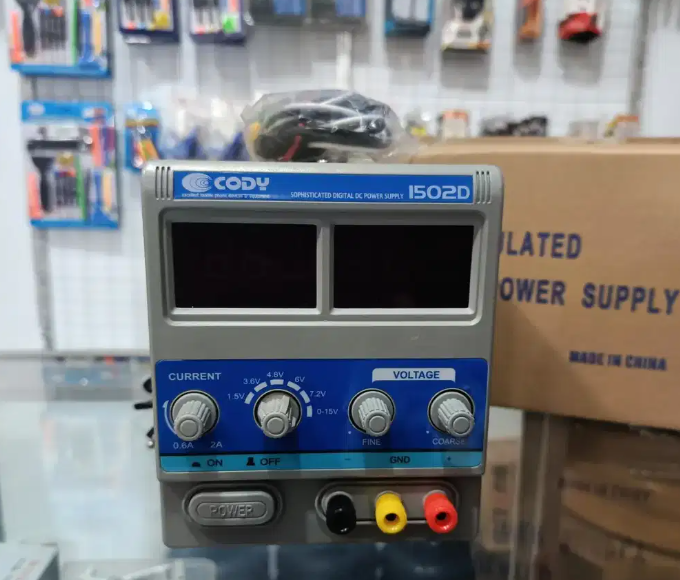 CODY
SOPHISTICATED DIGITAL DC POWER SUPPLY
1502D
ULATED
OWER SUPPLY
MADE IN CHINA
CURRENT
1.5V 3.6V 4.8V 6V 7.2V 0-15V
VOLTAGE
0.6A 2A
FINE
COARSE
ON OFF
- GND +
POWER